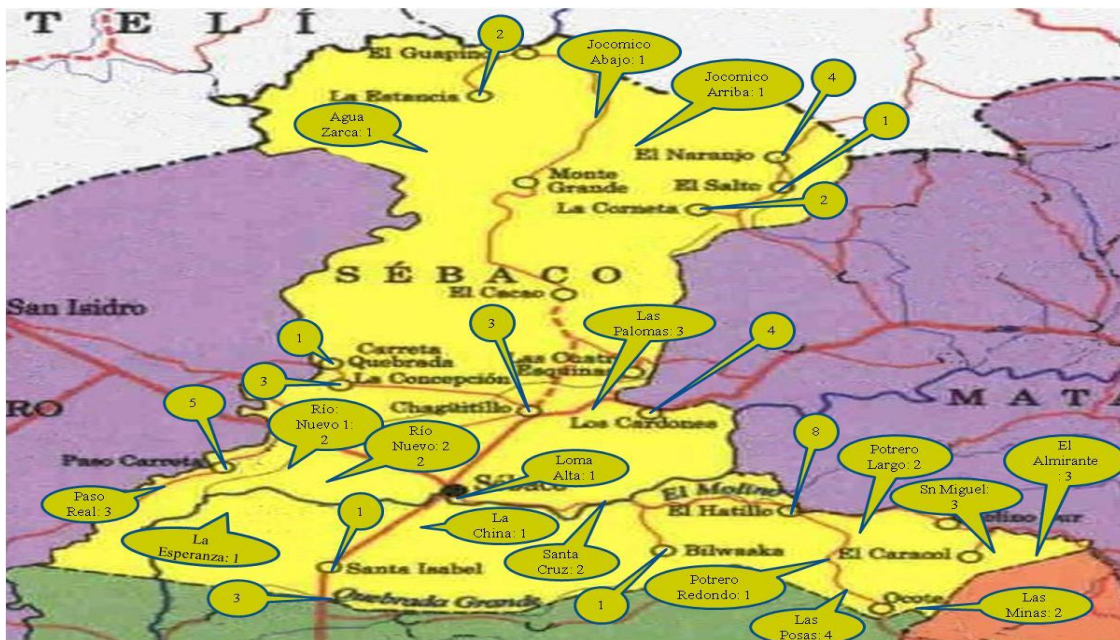 T E L Í
El Guapino
2
Jocomico
Abajo: 1
Jocomico
Arriba: 1
4
La Estancia
Agua
Zarca: 1
1
El Naranjo
Monte
Grande
El Salto
2
La Corneta
SÉBACO
San Isidro
El Cacao
Las
Palomas: 3
3
4
1
Carreta
Quebrada
Las Cuatro
Esquinas
3
La Concepción
5
RO
MAT
Chagüitillo
Los Cardones
Río:
Nuevo 1:
2
Río
Nuevo: 2
2
8
Potrero
Largo: 2
El
Almirante
: 3
Paso Carreta
Loma
Alta: 1
Sébaco
Sn Miguel:
3
Paso
Real: 3
El Molino
El Hatillo
1
La
China: 1
La
Esperanza: 1
Santa
Cruz: 2
Bilwaska
El Caracol
Santa Isabel
3
Quebrada Grande
1
Potrero
Redondo: 1
Ocote
Las
Minas: 2
Las
Posas: 4